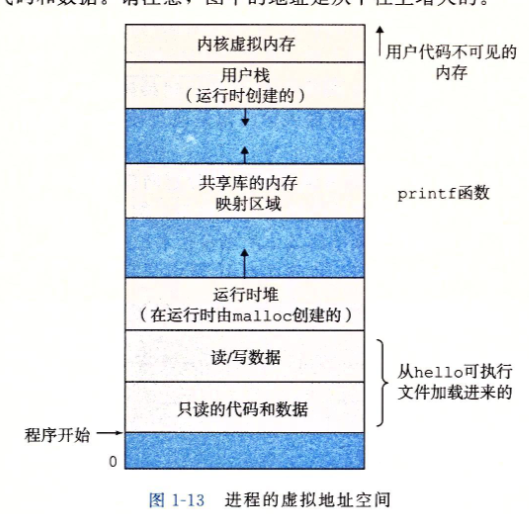 代码和数据。请注意，图中的地址是从下往上增大的。
内核虚拟内存
用户代码不可见的
内存
用户栈
（运行时创建的）
共享库的内存
映射区域
printf函数
运行时堆
（在运行时由malloc创建的）
读/写数据
从hello可执行
文件加载进来的
只读的代码和数据
程序开始
0
图 1-13 进程的虚拟地址空间